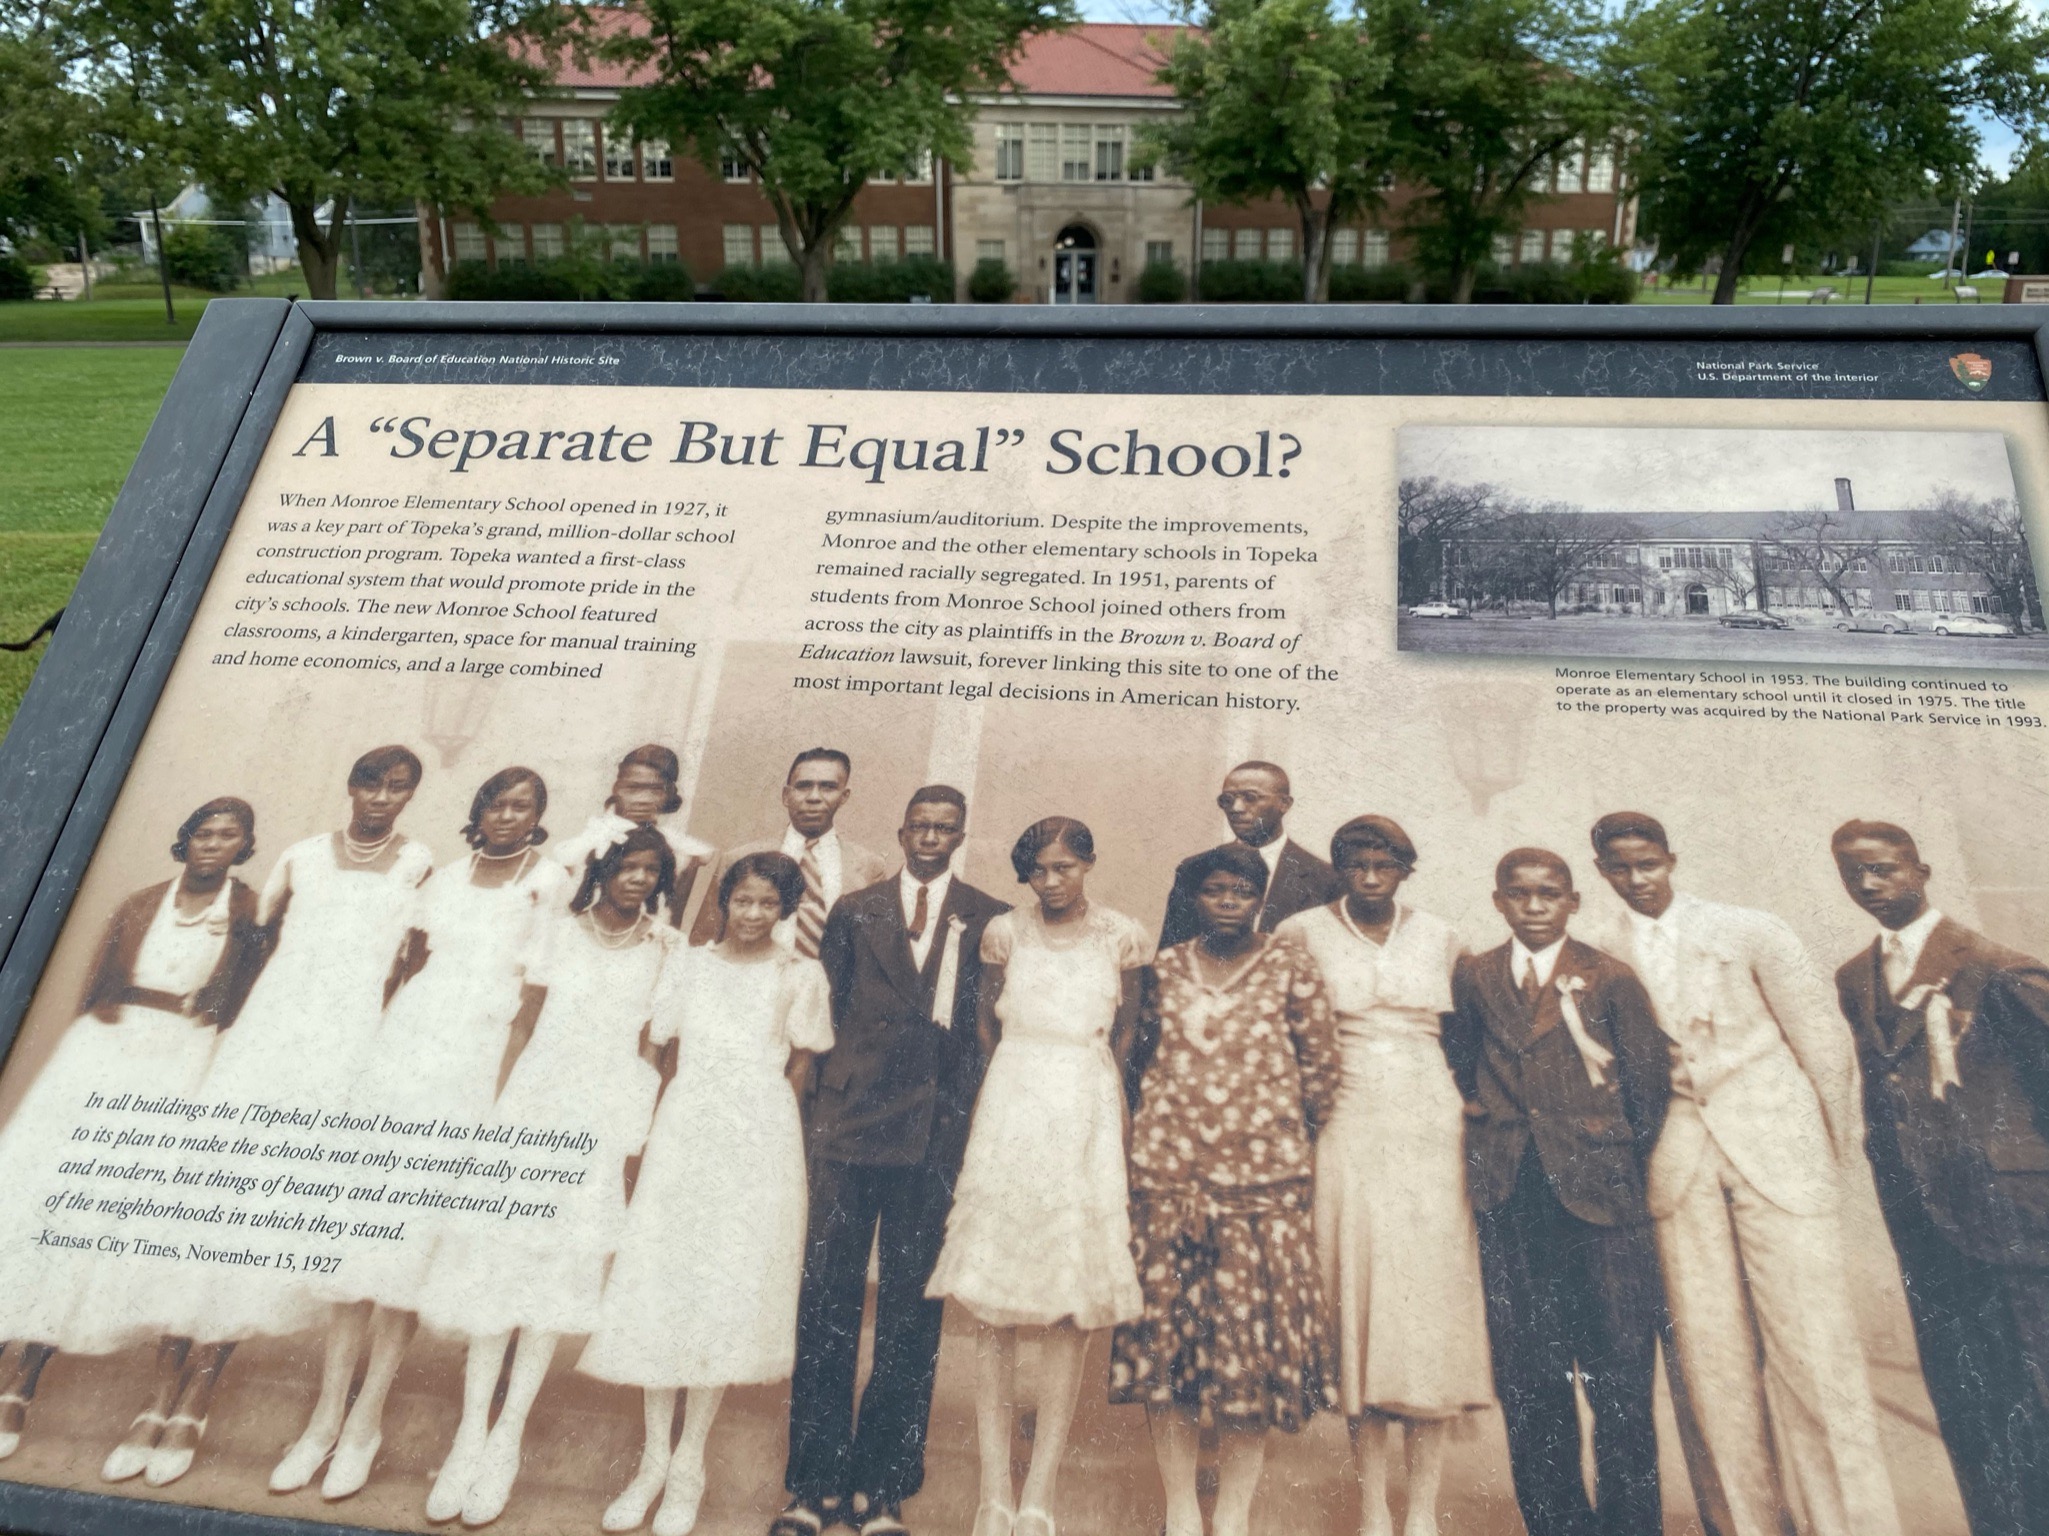 Brown v. Board of Education National Historic Site
National Park Service
U.S. Department of the Interior
A “Separate But Equal” School?
When Monroe Elementary School opened in 1927, it
was a key part of Topeka’s grand, million-dollar school
construction program. Topeka wanted a first-class
educational system that would promote pride in the
city’s schools. The new Monroe School featured
classrooms, a kindergarten, space for manual training
and home economics, and a large combined
gymnasium/auditorium. Despite the improvements,
Monroe and the other elementary schools in Topeka
remained racially segregated. In 1951, parents of
students from Monroe School joined others from
across the city as plaintiffs in the Brown v. Board of
Education lawsuit, forever linking this site to one of the
most important legal decisions in American history.
Monroe Elementary School in 1953. The building continued to
operate as an elementary school until it closed in 1975. The title
to the property was acquired by the National Park Service in 1993.
In all buildings the [Topeka] school board has held faithfully
to its plan to make the schools not only scientifically correct
and modern, but things of beauty and architectural parts
of the neighborhoods in which they stand.
–Kansas City Times, November 15, 1927